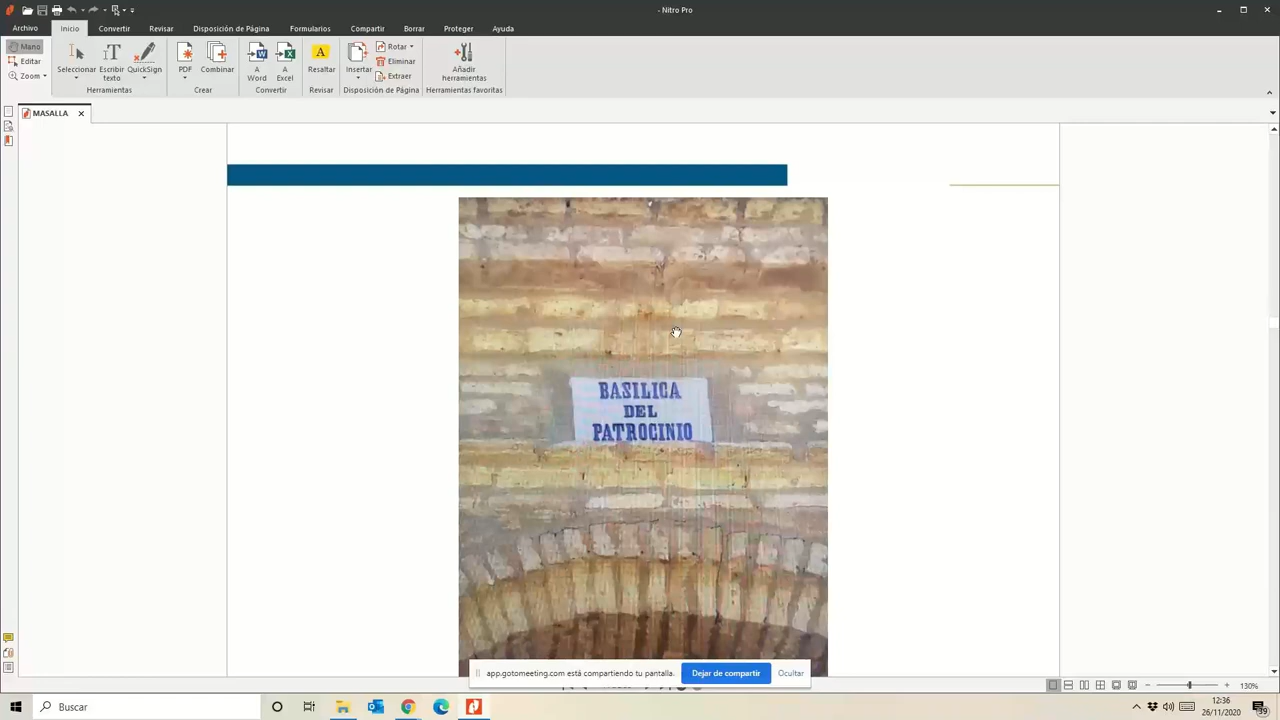 - Nitro Pro
Archivo Inicio Convertir Revisar Disposición de Página Formularios Compartir Borrar Proteger Ayuda
Mano
Editar
Zoom
Seleccionar
Escribir texto
QuickSign
Herramientas
PDF
Combinar
Crear
A Word
A Excel
Convertir
Resaltar
Revisar
Insertar
Rotar
Eliminar
Extraer
Disposición de Página
Añadir herramientas
Herramientas favoritas
MASALLA
BASILICA
DEL
PATROCINIO
app.gotomeeting.com está compartiendo tu pantalla.
Dejar de compartir
Ocultar
130%
Buscar
12:36
26/11/2020
39